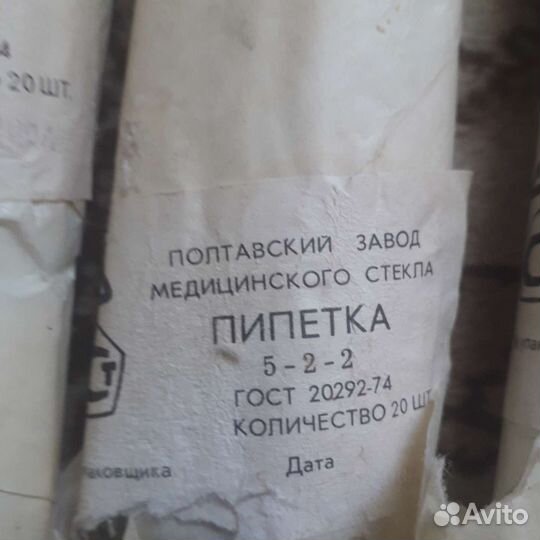 20 ШТ.
ПОЛТАВСКИЙ ЗАВОД
МЕДИЦИНСКОГО СТЕКЛА
ПИПЕТКА
5-2-2
ГОСТ 20292-74
КОЛИЧЕСТВО 20 ШТ.
Дата
Avito